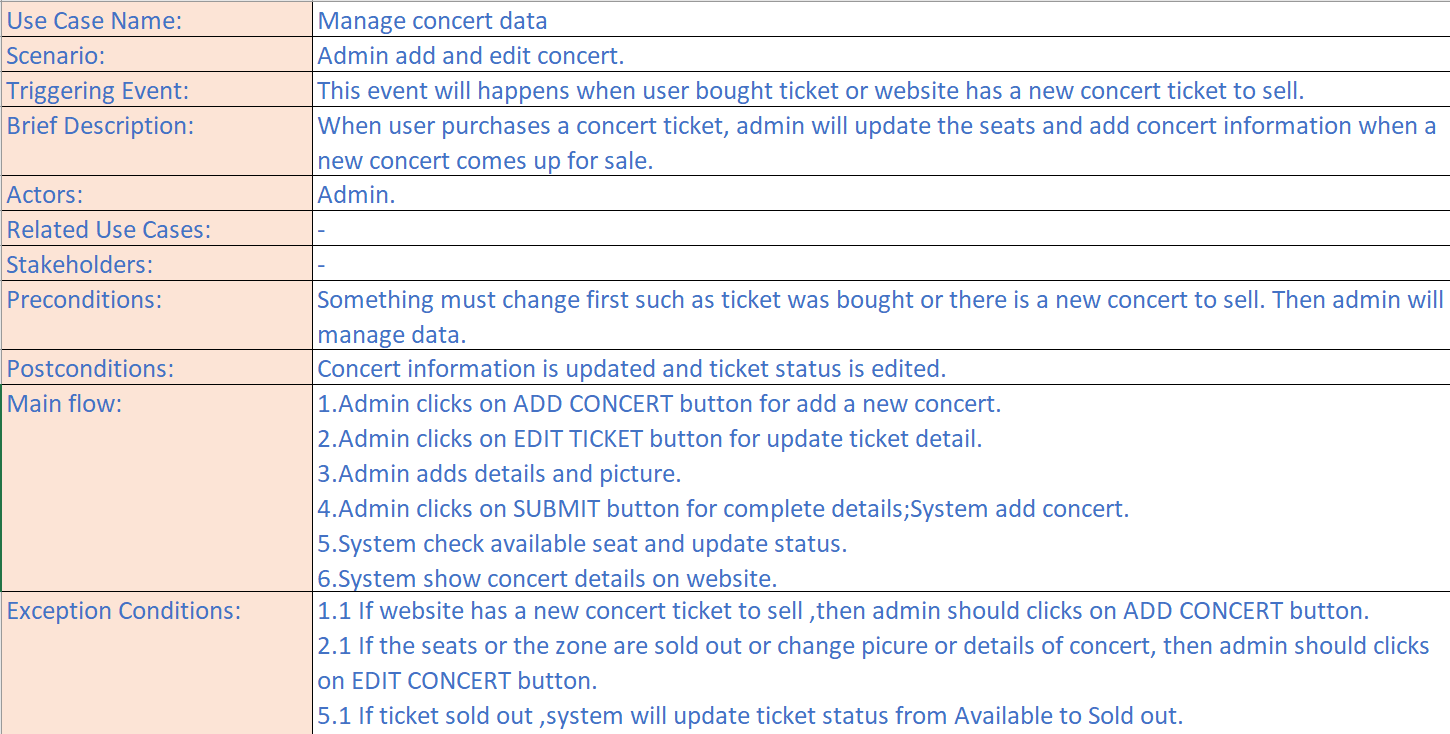 Use Case Name: Manage concert data
Scenario: Admin add and edit concert.
Triggering Event: This event will happens when user bought ticket or website has a new concert ticket to sell.
Brief Description: When user purchases a concert ticket, admin will update the seats and add concert information when a
new concert comes up for sale.
Actors: Admin.
Related Use Cases: -
Stakeholders: -
Preconditions: Something must change first such as ticket was bought or there is a new concert to sell. Then admin will
manage data.
Postconditions: Concert information is updated and ticket status is edited.
Main flow: 1.Admin clicks on ADD CONCERT button for add a new concert.
2.Admin clicks on EDIT TICKET button for update ticket detail.
3.Admin adds details and picture.
4.Admin clicks on SUBMIT button for complete details;System add concert.
5.System check available seat and update status.
6.System show concert details on website.
Exception Conditions: 1.1 If website has a new concert ticket to sell ,then admin should clicks on ADD CONCERT button.
2.1 If the seats or the zone are sold out or change picure or details of concert, then admin should clicks
on EDIT CONCERT button.
5.1 If ticket sold out ,system will update ticket status from Available to Sold out.